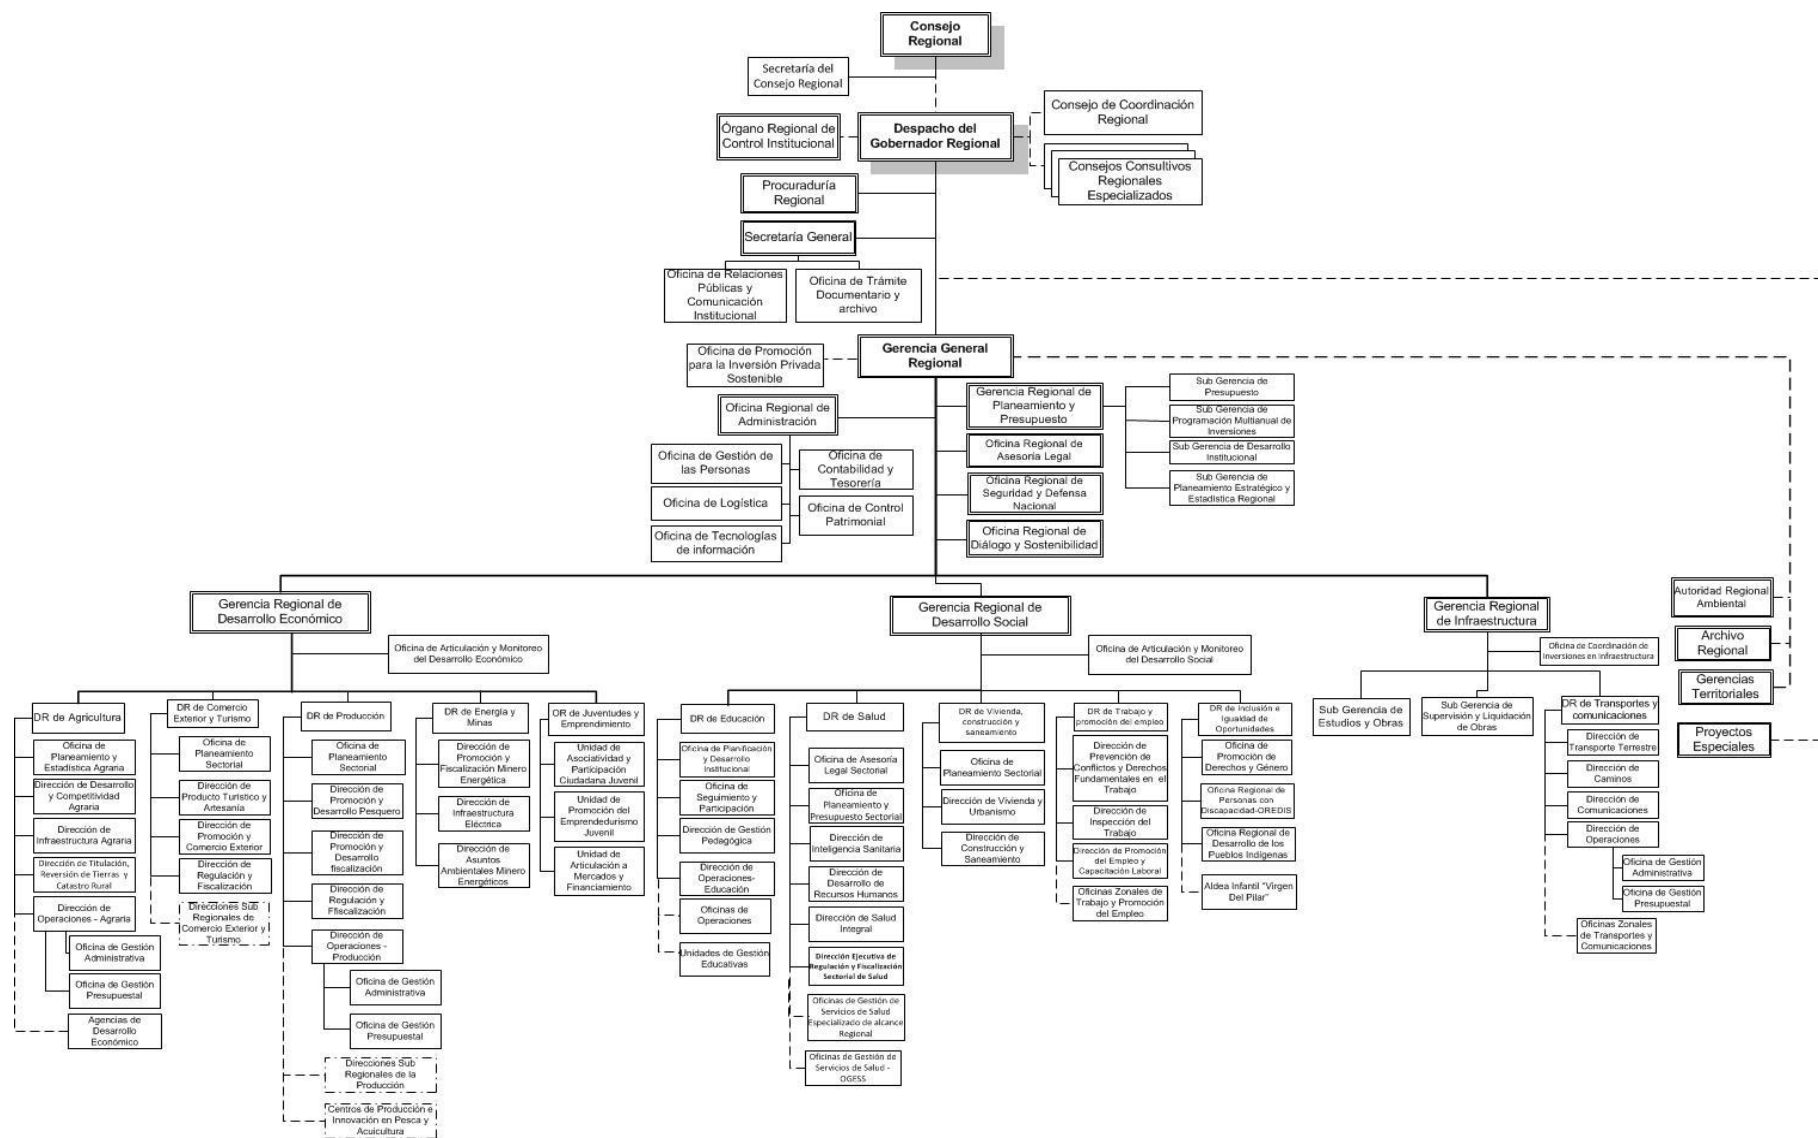 Consejo
Regional
Secretaría del
Consejo Regional
Órgano Regional de
Control Institucional
Despacho del
Gobernador Regional
Consejo de Coordinación
Regional
Consejos Consultivos
Regionales
Especializados
Procuraduría
Regional
Secretaría General
Oficina de Relaciones
Públicas y
Comunicación
Institucional
Oficina de Trámite
Documentario y
archivo
Gerencia General
Regional
Oficina de Promoción
para la Inversión Privada
Sostenible
Oficina Regional de
Administración
Oficina de Gestión de
las Personas
Oficina de
Contabilidad y
Tesorería
Oficina de Logística
Oficina de Control
Patrimonial
Oficina de Tecnologías
de información
Gerencia Regional de
Planeamiento y
Presupuesto
Oficina Regional de
Asesoría Legal
Oficina Regional de
Seguridad y Defensa
Nacional
Oficina Regional de
Diálogo y Sostenibilidad
Sub Gerencia de
Presupuesto
Sub Gerencia de
Programación Multianual de
Inversiones
Sub Gerencia de Desarrollo
Institucional
Sub Gerencia de
Planeamiento Estratégico y
Estadística Regional
Gerencia Regional de
Desarrollo Económico
Gerencia Regional de
Desarrollo Social
Gerencia Regional
de Infraestructura
Autoridad Regional
Ambiental
Archivo
Regional
Gerencias
Territoriales
Proyectos
Especiales
Oficina de Articulación y Monitoreo
del Desarrollo Económico
Oficina de Articulación y Monitoreo
del Desarrollo Social
Oficina de Coordinación de
Inversiones en Infraestructura
DR de Agricultura
Oficina de
Planeamiento y
Estadística Agraria
Dirección de Desarrollo
y Competitividad
Agraria
Dirección de
Infraestructura Agraria
Dirección de Titulación,
Reversión de Tierras y
Catastro Rural
Dirección de
Operaciones - Agraria
Oficina de Gestión
Administrativa
Oficina de Gestión
Presupuestal
Agencias de
Desarrollo
Económico
DR de Comercio
Exterior y Turismo
Oficina de
Planeamiento
Sectorial
Dirección de
Producto Turístico y
Artesanía
Dirección de
Promoción y
Comercio Exterior
Dirección de
Regulación y
Fiscalización
Direcciones Sub
Regionales de
Comercio Exterior y
Turismo
DR de Producción
Oficina de
Planeamiento
Sectorial
Dirección de
Promoción y
Desarrollo Pesquero
Dirección de
Promoción y
Desarrollo
fiscalización
Dirección de
Regulación y
Ffiscalización
Dirección de
Operaciones -
Producción
Oficina de Gestión
Administrativa
Oficina de Gestión
Presupuestal
Direcciones Sub
Regionales de la
Producción
Centros de Producción e
Innovación en Pesca y
Acuicultura
DR de Energía y
Minas
Dirección de
Promoción y
Fiscalización Minero
Energética
Dirección de
Infraestructura
Eléctrica
Dirección de
Asuntos
Ambientales Minero
Energéticos
OR de Juventudes y
Emprendimiento
Unidad de
Asociatividad y
Participación
Ciudadana Juvenil
Unidad de
Promoción del
Emprendedurismo
Juvenil
Unidad de
Articulación a
Mercados y
Financiamiento
DR de Educación
Oficina de Planificación
y Desarrollo
Institucional
Oficina de
Seguimiento y
Participación
Dirección de Gestión
Pedagógica
Dirección de
Operaciones-
Educación
Oficinas de
Operaciones
Unidades de Gestión
Educativas
DR de Salud
Oficina de Asesoría
Legal Sectorial
Oficina de
Planeamiento y
Presupuesto Sectorial
Dirección de
Inteligencia Sanitaria
Dirección de
Desarrollo de
Recursos Humanos
Dirección de Salud
Integral
Dirección Ejecutiva de
Regulación y Fiscalización
Sectorial de Salud
Oficinas de Gestión de
Servicios de Salud
Especializado de alcance
Regional
Oficinas de Gestión de
Servicios de Salud -
OGESS
DR de Vivienda,
construcción y
saneamiento
Oficina de
Planeamiento Sectorial
Dirección de Vivienda y
Urbanismo
Dirección de
Construcción y
Saneamiento
DR de Trabajo y
promoción del empleo
Dirección de
Prevención de
Conflictos y Derechos
Fundamentales en el
Trabajo
Dirección de
Inspección del
Trabajo
Dirección de Promoción
del Empleo y
Capacitación Laboral
Oficinas Zonales de
Trabajo y Promoción
del Empleo
DR de Inclusión e
Igualdad de
Oportunidades
Oficina de
Promoción de
Derechos y Género
Oficina Regional de
Personas con
Discapacidad-OREDIS
Oficina Regional de
Desarrollo de los
Pueblos Indígenas
Aldea Infantil "Virgen
Del Pilar"
Sub Gerencia de
Estudios y Obras
Sub Gerencia de
Supervisión y Liquidación
de Obras
DR de Transportes y
comunicaciones
Dirección de
Transporte Terrestre
Dirección de
Caminos
Dirección de
Comunicaciones
Dirección de
Operaciones
Oficina de Gestión
Administrativa
Oficina de Gestión
Presupuestal
Oficinas Zonales
de Transportes y
Comunicaciones